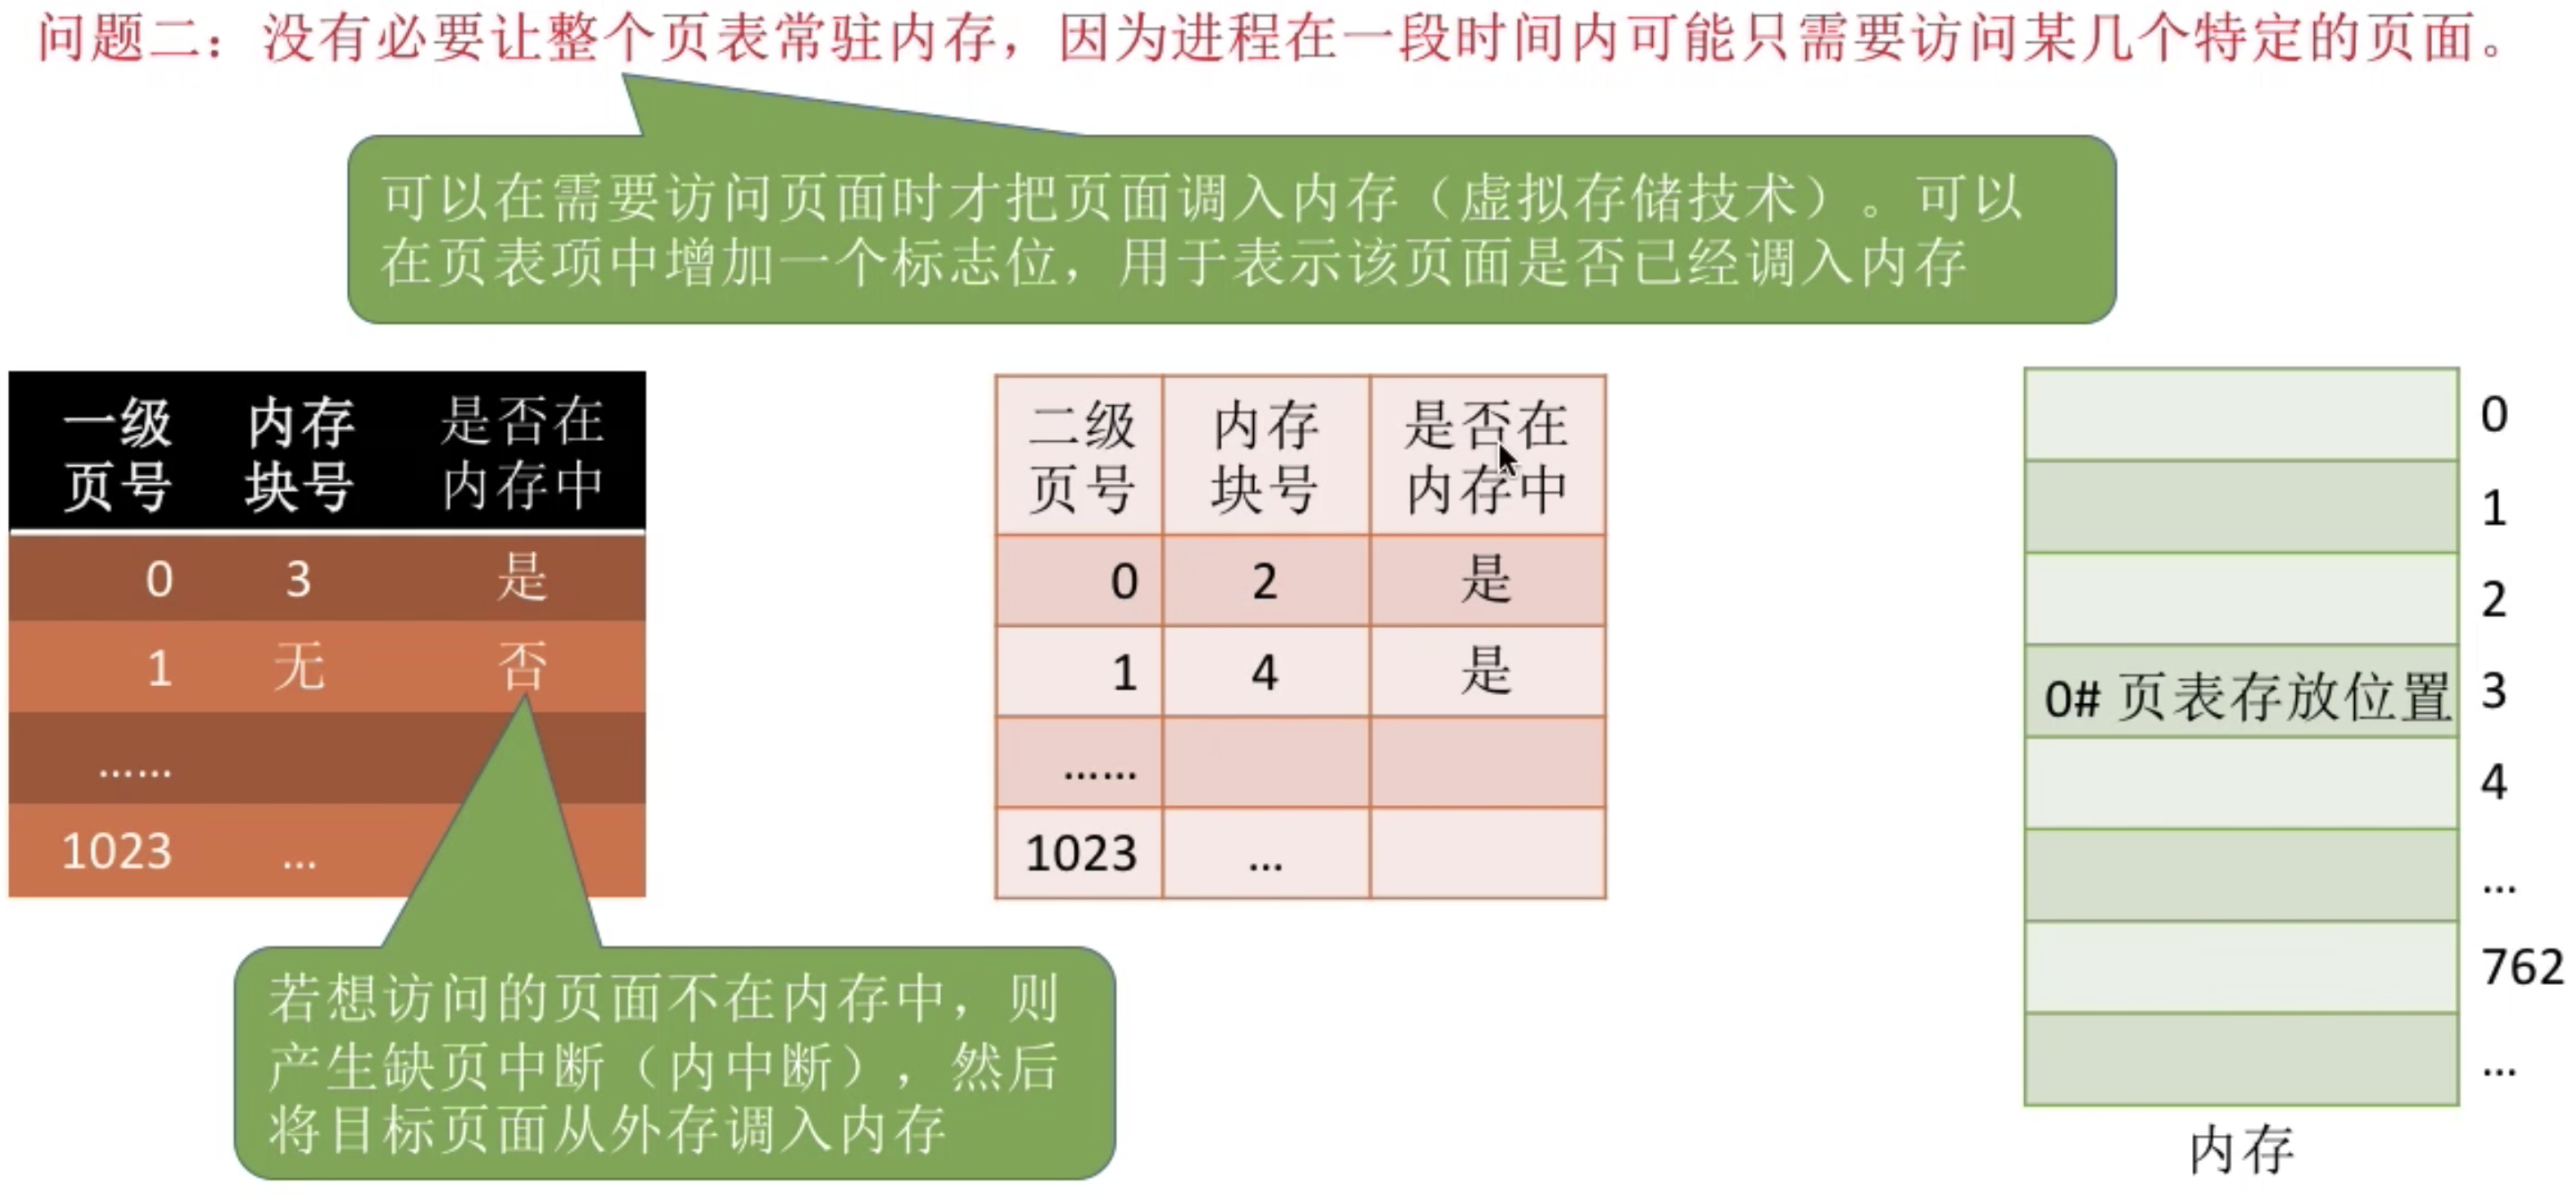 问题二：没有必要让整个页表常驻内存，因为进程在一段时间内可能只需要访问某几个特定的页面。
可以在需要访问页面时才把页面调入内存（虚拟存储技术）。可以
在页表项中增加一个标志位，用于表示该页面是否已经调入内存
一级页号 内存块号 是否在内存中
0 3 是
1 无 否
……
1023 …
二级页号 内存块号 是否在内存中
0 2 是
1 4 是
……
1023 …
0
1
2
0# 页表存放位置 3
4
…
762
…
内存
若想访问的页面不在内存中，则
产生缺页中断（内中断），然后
将目标页面从外存调入内存